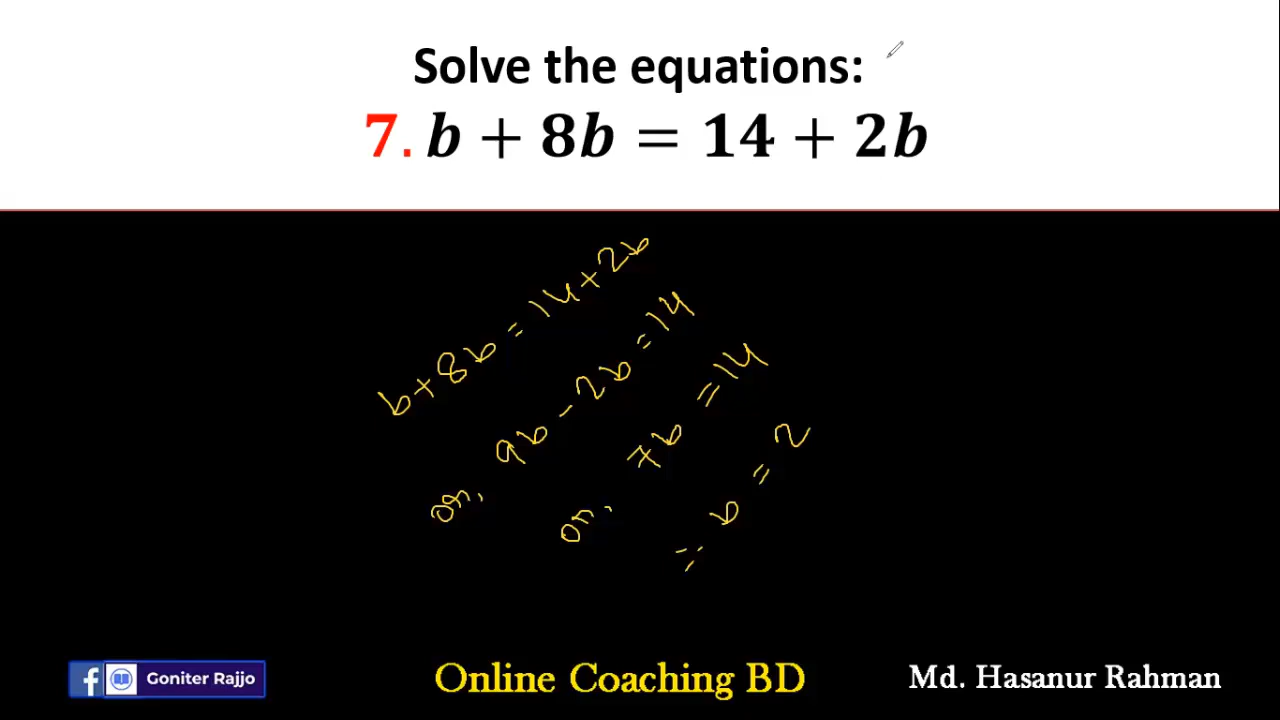 Solve the equations:
7. b + 8b = 14 + 2b
b + 8b = 14 + 2b
or, 9b - 2b = 14
or, 7b = 14
∴ b = 2
Goniter Rajjo
Online Coaching BD
Md. Hasanur Rahman